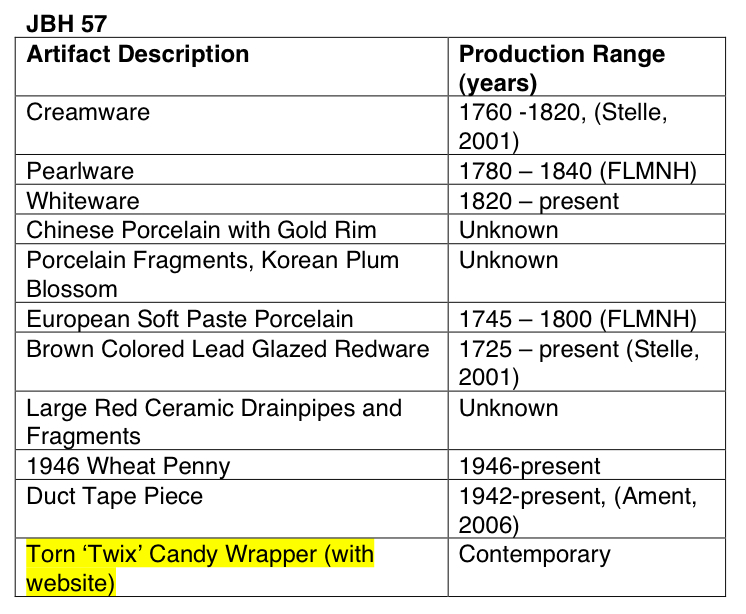 JBH 57
Artifact Description
Production Range
(years)
Creamware
1760 -1820, (Stelle,
2001)
Pearlware
1780 – 1840 (FLMNH)
Whiteware
1820 – present
Chinese Porcelain with Gold Rim
Unknown
Porcelain Fragments, Korean Plum
Blossom
Unknown
European Soft Paste Porcelain
1745 – 1800 (FLMNH)
Brown Colored Lead Glazed Redware
1725 – present (Stelle,
2001)
Large Red Ceramic Drainpipes and
Fragments
Unknown
1946 Wheat Penny
1946-present
Duct Tape Piece
1942-present, (Ament,
2006)
Torn ‘Twix’ Candy Wrapper (with
website)
Contemporary